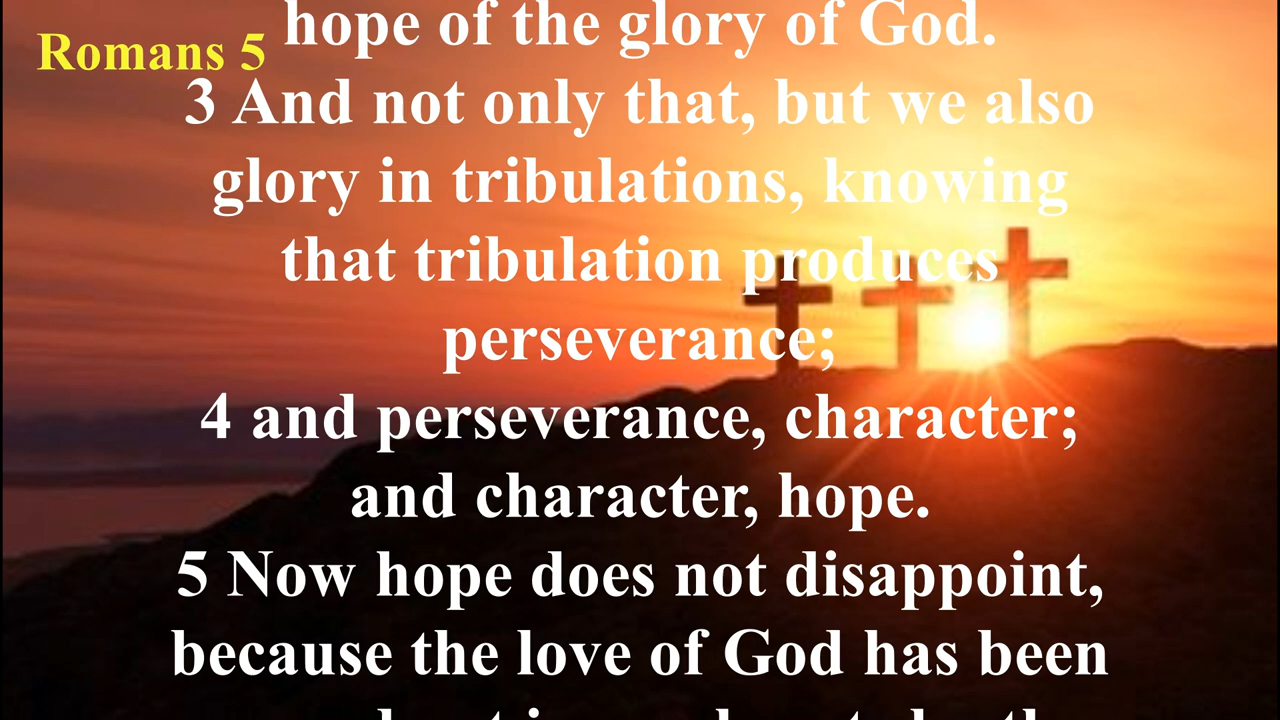 Romans 5
hope of the glory of God.
3 And not only that, but we also
glory in tribulations, knowing
that tribulation produces
perseverance;
4 and perseverance, character;
and character, hope.
5 Now hope does not disappoint,
because the love of God has been